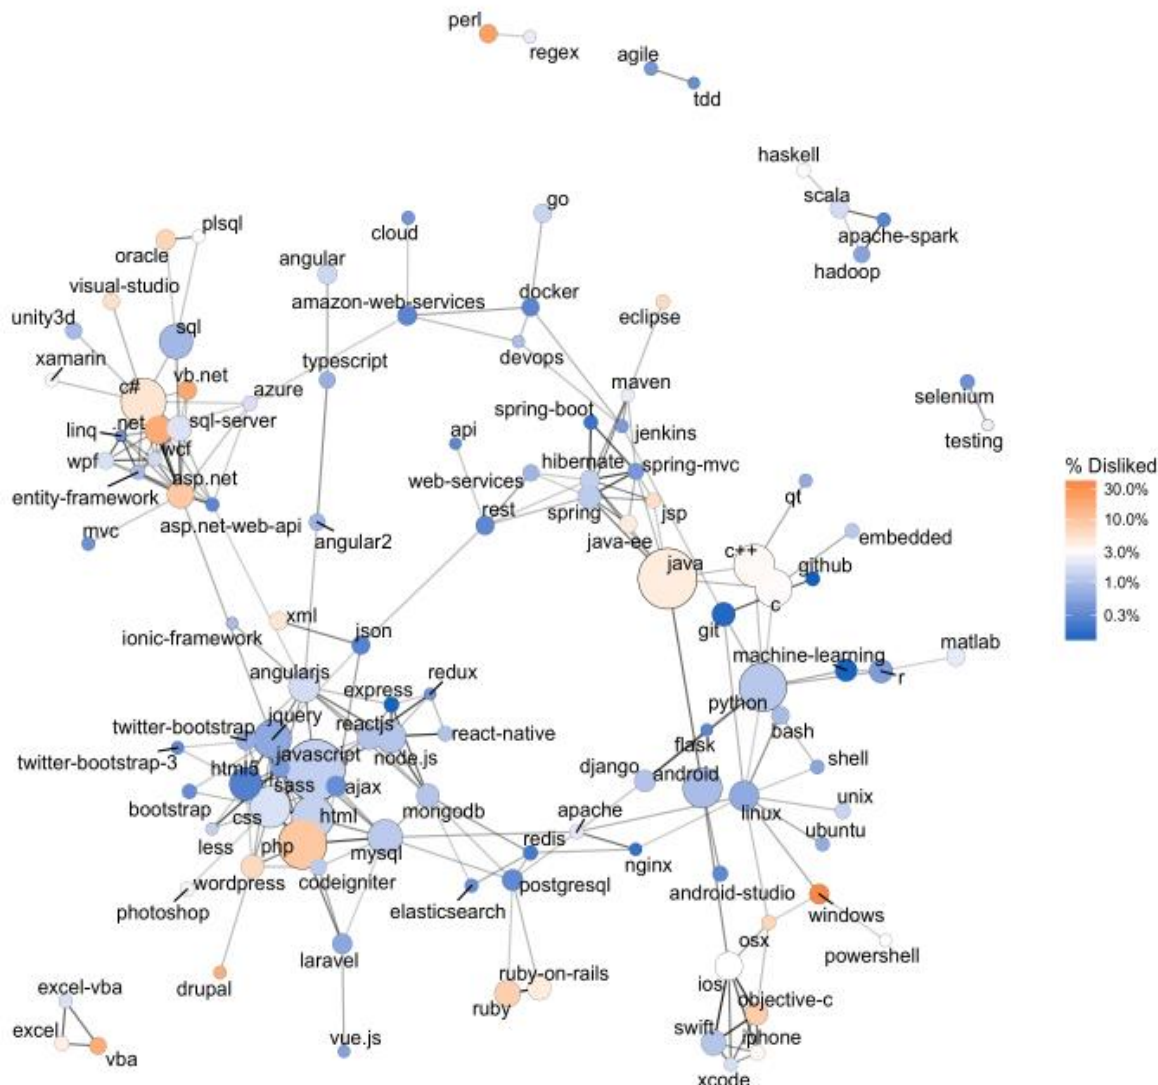 perl
regex
agile
tdd
haskell
scala
apache-spark
hadoop
go
plsql
cloud
oracle
angular
visual-studio
amazon-web-services
docker
unity3d
sql
eclipse
devops
xamarin
typescript
vb.net
c#
azure
maven
selenium
spring-boot
.net
sql-server
linq
api
jenkins
testing
wcf
wpf
hibernate
spring-mvc
% Disliked
30.0%
10.0%
3.0%
1.0%
0.3%
asp.net
web-services
entity-framework
qt
rest
spring
jsp
asp.net-web-api
mvc
angular2
java-ee
embedded
c++
java
github
c
xml
ionic-framework
json
git
matlab
machine-learning
angularjs
redux
r
express
python
jquery
twitter-bootstrap
reactjs
react-native
bash
flask
javascript
node.js
twitter-bootstrap-3
html5
shell
django
android
sass
ajax
bootstrap
mongodb
apache
unix
css
html
linux
redis
ubuntu
less
php
mysql
nginx
wordpress
codeigniter
postgresql
android-studio
photoshop
elasticsearch
windows
osx
powershell
laravel
ruby-on-rails
ios
drupal
excel-vba
objective-c
ruby
excel
swift
iphone
vue.js
vba
xcode